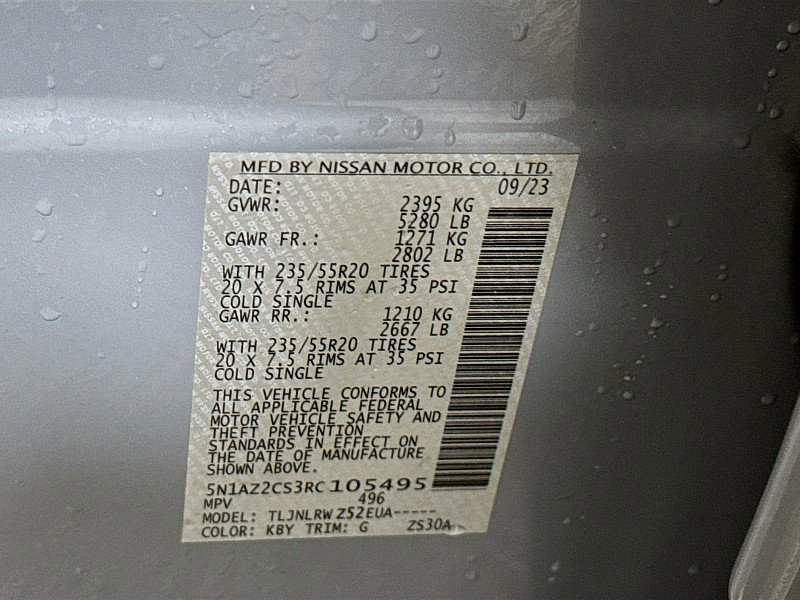 MFD BY NISSAN MOTOR CO., LTD.
DATE: 09/23
GVWR: 2395 KG
5280 LB
GAWR FR.: 1271 KG
2802 LB
WITH 235/55R20 TIRES
20 X 7.5 RIMS AT 35 PSI
COLD SINGLE
GAWR RR.: 1210 KG
2667 LB
WITH 235/55R20 TIRES
20 X 7.5 RIMS AT 35 PSI
COLD SINGLE
THIS VEHICLE CONFORMS TO
ALL APPLICABLE FEDERAL
MOTOR VEHICLE SAFETY AND
THEFT PREVENTION
STANDARDS IN EFFECT ON
THE DATE OF MANUFACTURE
SHOWN ABOVE.
5N1AZ2CS3RC105495
MPV 496
MODEL: TLJNLRWZ52EUA-----
COLOR: KBY TRIM: G ZS30A